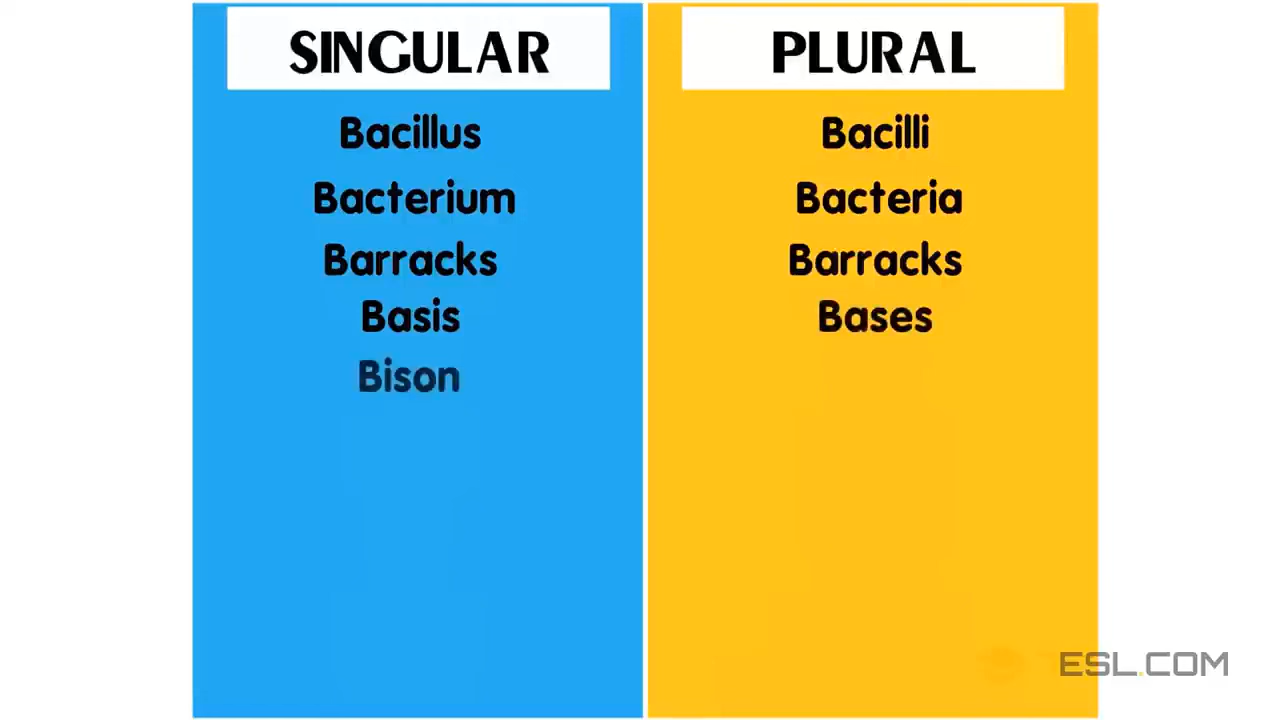 SINGULAR PLURAL
Bacillus Bacilli
Bacterium Bacteria
Barracks Barracks
Basis Bases
Bison
ESL.COM